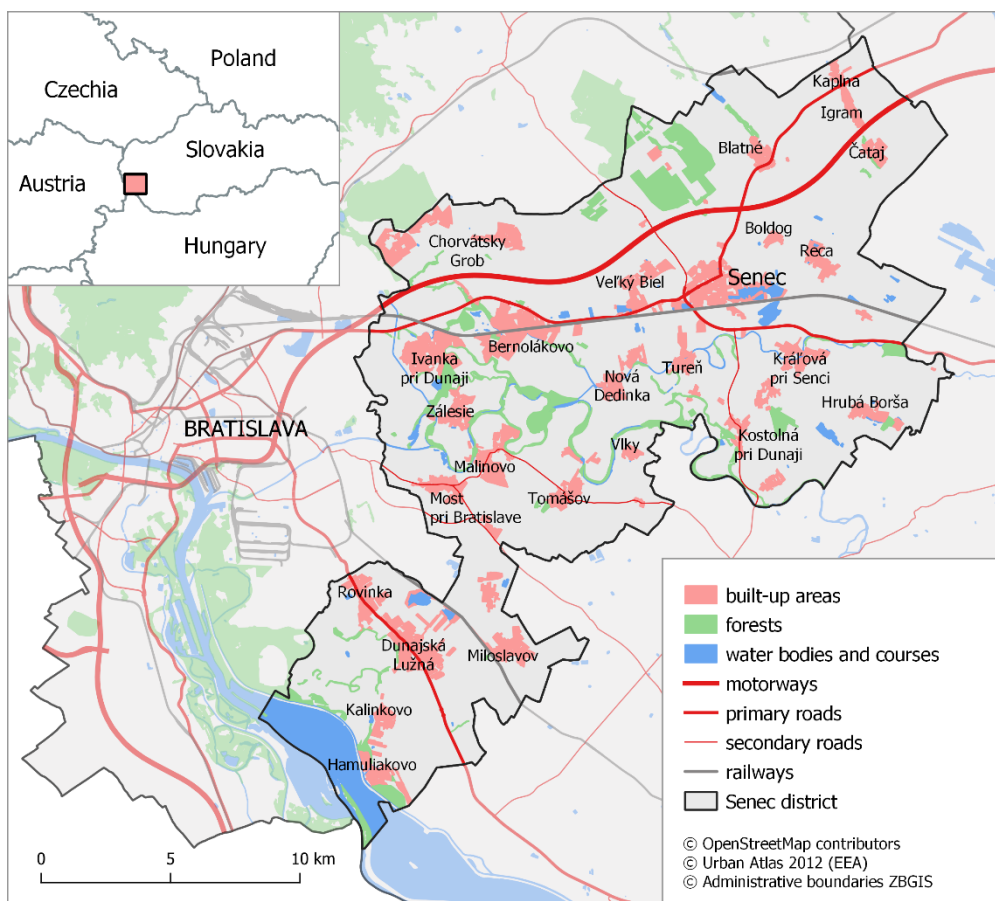 Poland
Czechia
Slovakia
Austria
Hungary
Kaplná
Igram
Blatné
Čataj
Chorvátsky
Grob
Boldog
Reca
Veľký Biel
Senec
Bernolákovo
Ivanka
pri Dunaji
Nová
Dedinka
Tureň
Kráľová
pri Senci
Hrubá Borša
Zálesie
BRATISLAVA
Vlky
Kostolná
pri Dunaji
Malinovo
Most
pri Bratislave
Tomášov
Rovinka
Dunajská
Lužná
Miloslavov
Kalinkovo
Hamuliakovo
built-up areas
forests
water bodies and courses
motorways
primary roads
secondary roads
railways
Senec district
© OpenStreetMap contributors
© Urban Atlas 2012 (EEA)
© Administrative boundaries ZBGIS
0 5 10 km